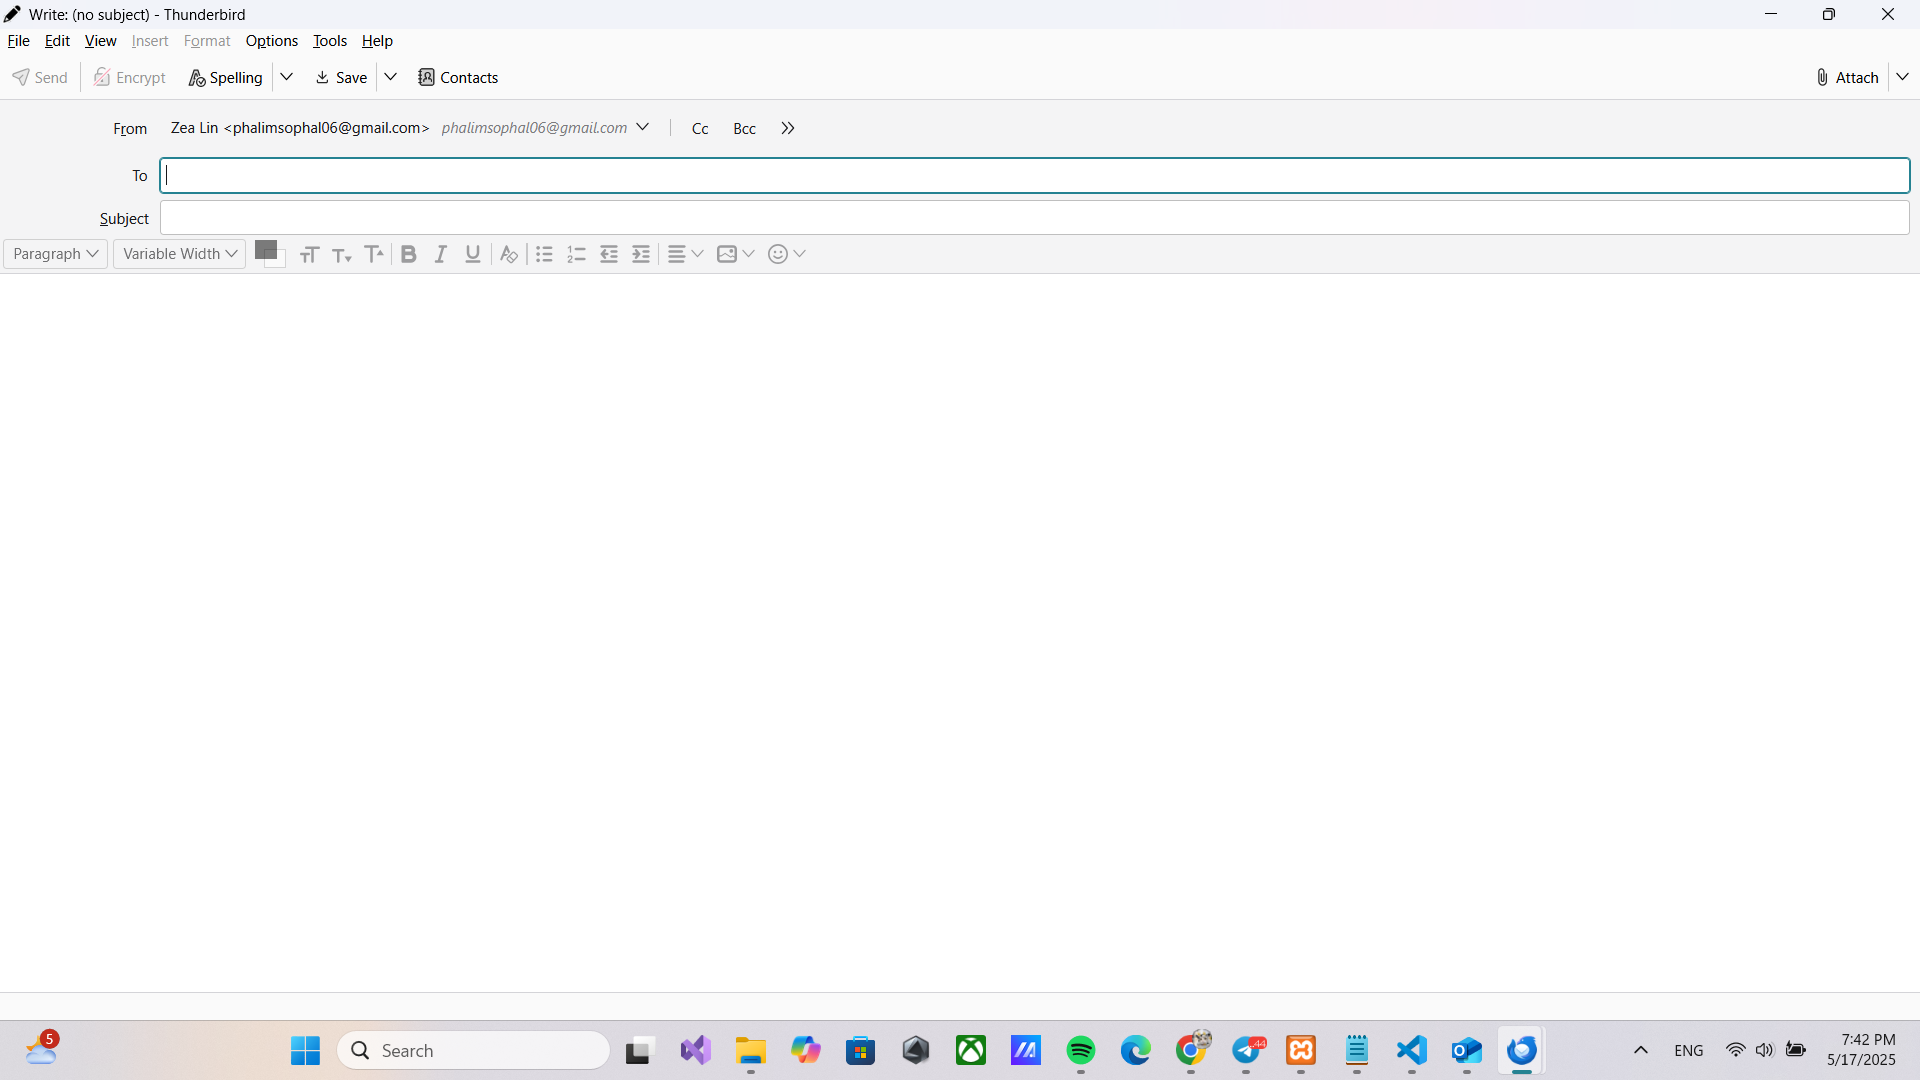 Write: (no subject) - Thunderbird
File Edit View Insert Format Options Tools Help
Send Encrypt Spelling Save Contacts Attach
From Zea Lin <phalimsophal06@gmail.com> phalimsophal06@gmail.com Cc Bcc
To
Subject
Paragraph Variable Width
5 Search 44 ENG 7:42 PM
5/17/2025